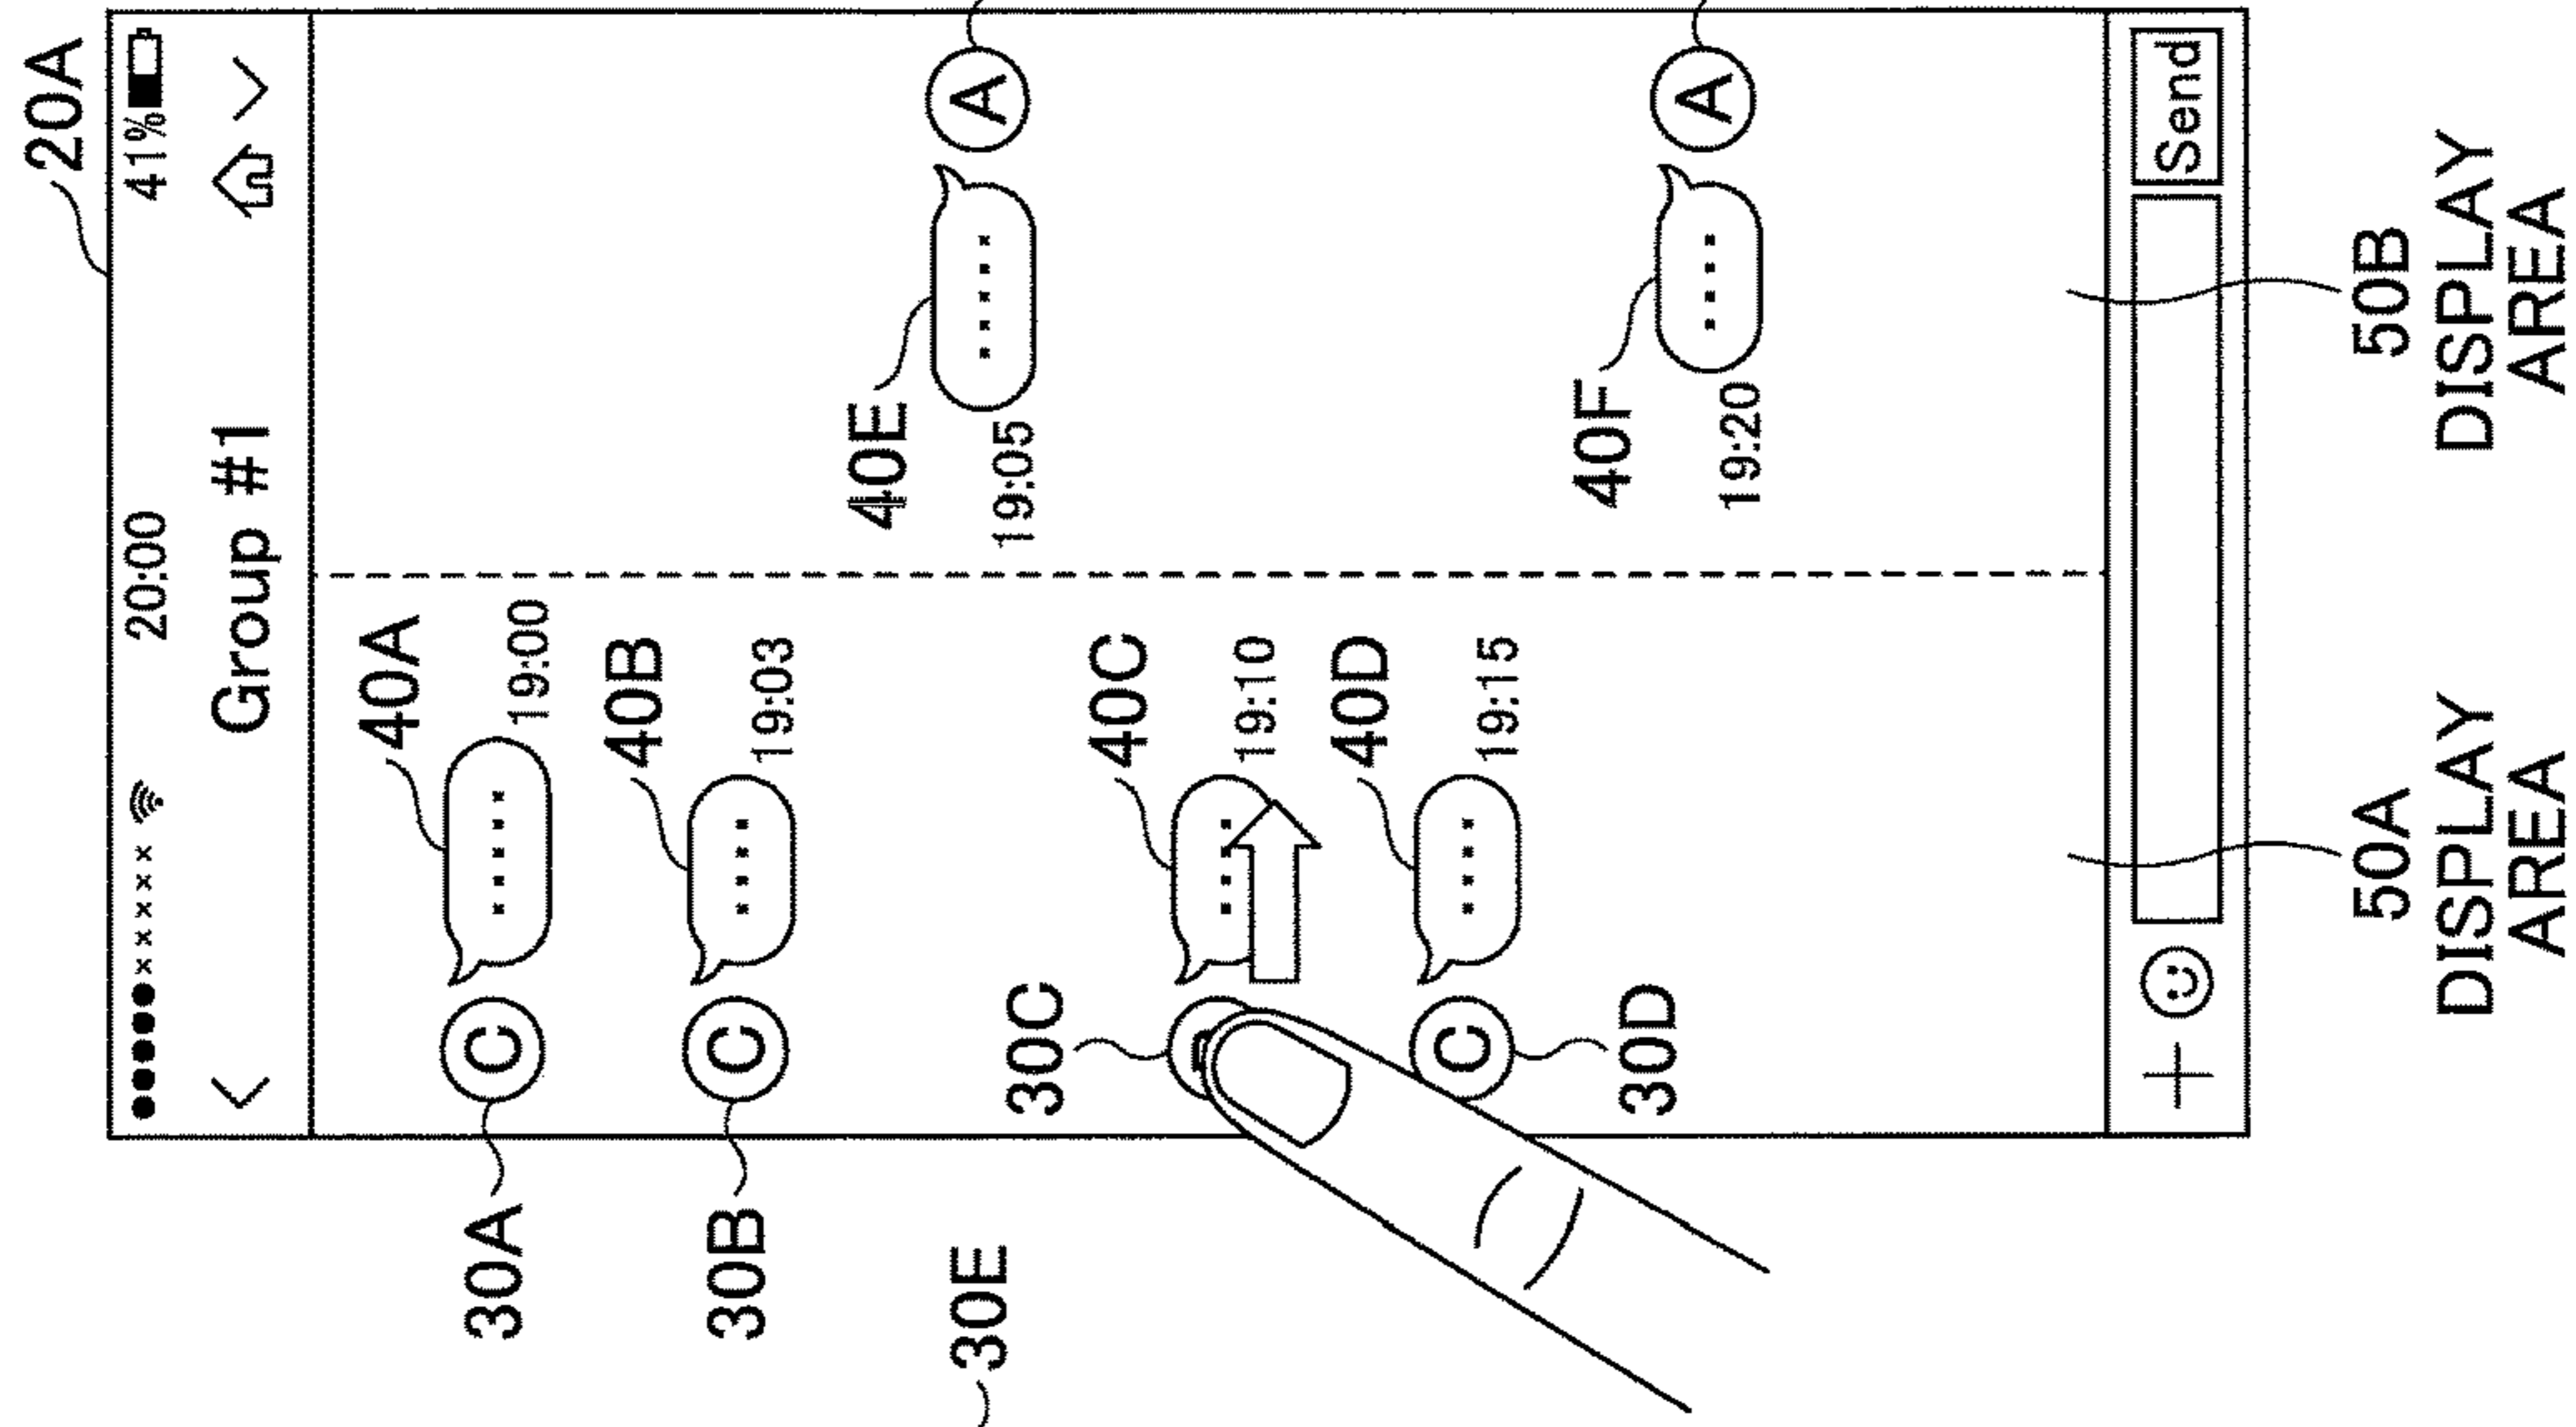 20A
●●●●● ××××× 20:00 41%
Group #1
40A
30A C ····· 19:00
40B
30B C ···· 19:03
40E
30E
····· A
19:05
40C
30C ···· 19:10
40D
C ···· 19:15
30D
40F
···· A
19:20
Send
50A
DISPLAY
AREA
50B
DISPLAY
AREA